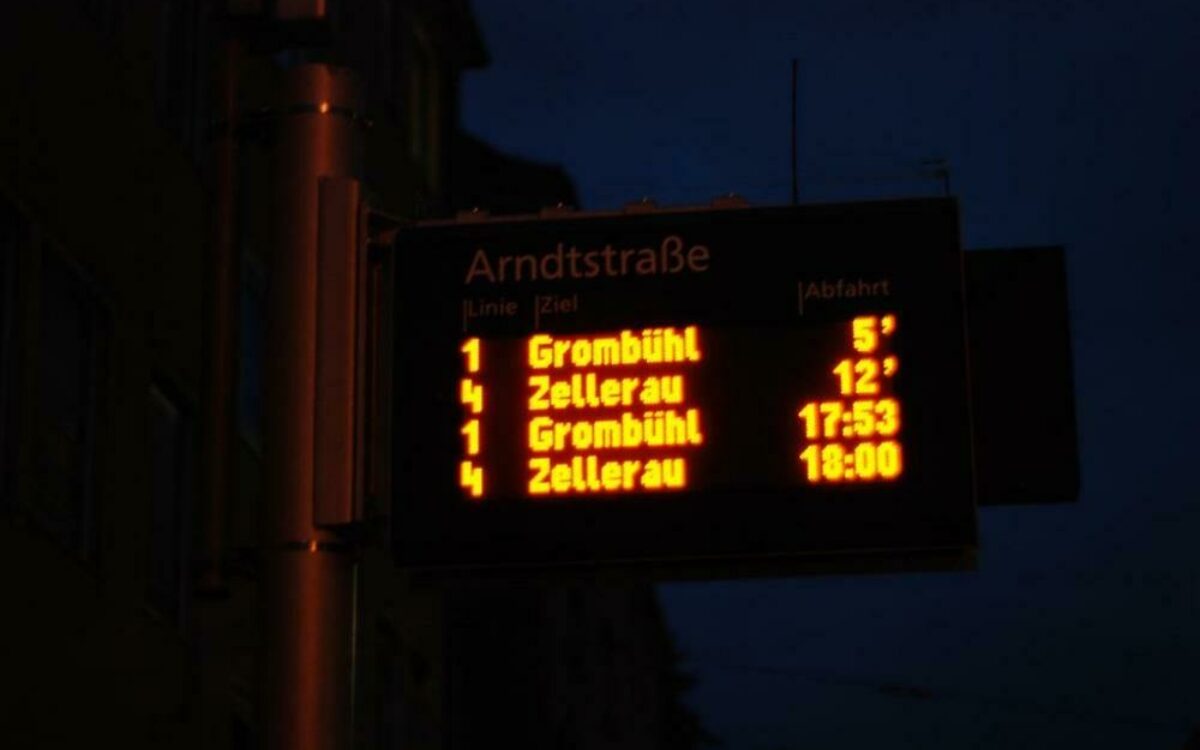 Arndtstraße
|Linie |Ziel |Abfahrt
1 Grombühl 5’
4 Zellerau 12’
1 Grombühl 17:53
4 Zellerau 18:00